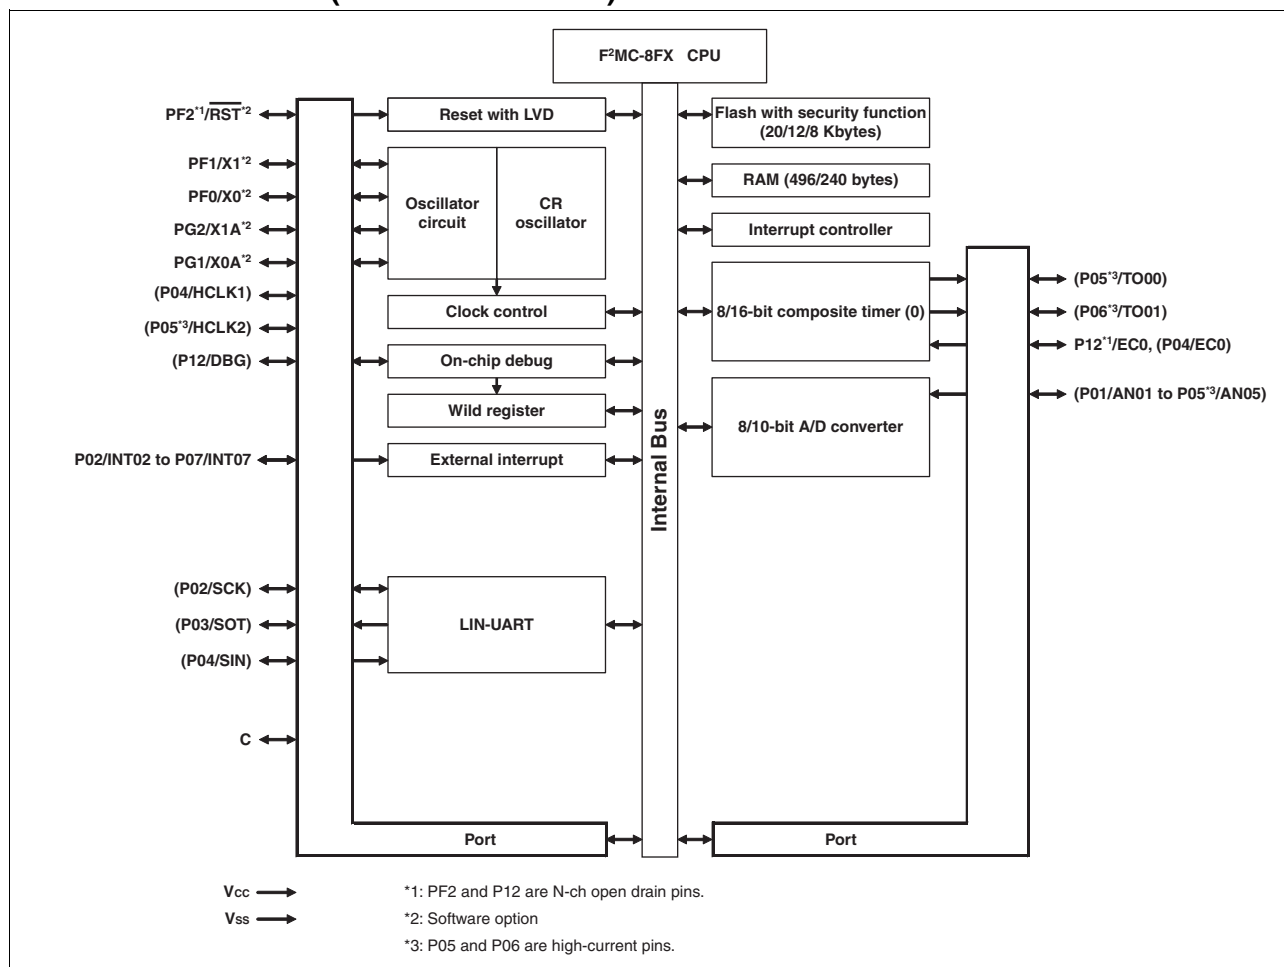 F²MC-8FX CPU
PF2*1/RST*2
Reset with LVD
Flash with security function
(20/12/8 Kbytes)
PF1/X1*2
PF0/X0*2
PG2/X1A*2
PG1/X0A*2
Oscillator
circuit
CR
oscillator
RAM (496/240 bytes)
Interrupt controller
(P04/HCLK1)
(P05*3/HCLK2)
Clock control
8/16-bit composite timer (0)
(P05*3/TO00)
(P06*3/TO01)
P12*1/EC0, (P04/EC0)
(P12/DBG)
On-chip debug
Wild register
8/10-bit A/D converter
(P01/AN01 to P05*3/AN05)
P02/INT02 to P07/INT07
External interrupt
Internal Bus
(P02/SCK)
(P03/SOT)
(P04/SIN)
LIN-UART
C
Port
Port
Vcc
Vss
*1: PF2 and P12 are N-ch open drain pins.
*2: Software option
*3: P05 and P06 are high-current pins.